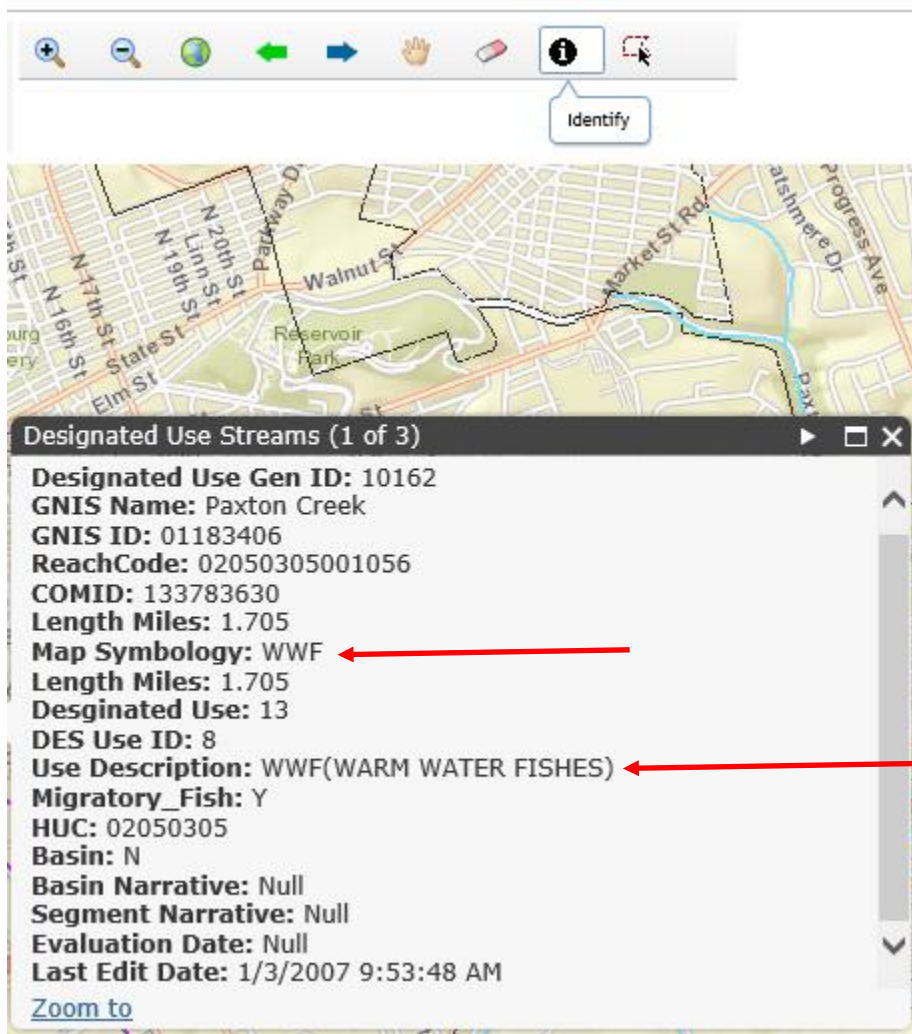 Identify
Parkway D
atshmere Dr
Progress Ave
N 20th St
Linn St
N 19th St
N 17th St
N 16th St
Walnut St
Market St Rd
State St
Elm St
Reservoir
Park
Paxt
Designated Use Streams (1 of 3)
Designated Use Gen ID: 10162
GNIS Name: Paxton Creek
GNIS ID: 01183406
ReachCode: 02050305001056
COMID: 133783630
Length Miles: 1.705
Map Symbology: WWF
Length Miles: 1.705
Desginated Use: 13
DES Use ID: 8
Use Description: WWF(WARM WATER FISHES)
Migratory_Fish: Y
HUC: 02050305
Basin: N
Basin Narrative: Null
Segment Narrative: Null
Evaluation Date: Null
Last Edit Date: 1/3/2007 9:53:48 AM
Zoom to